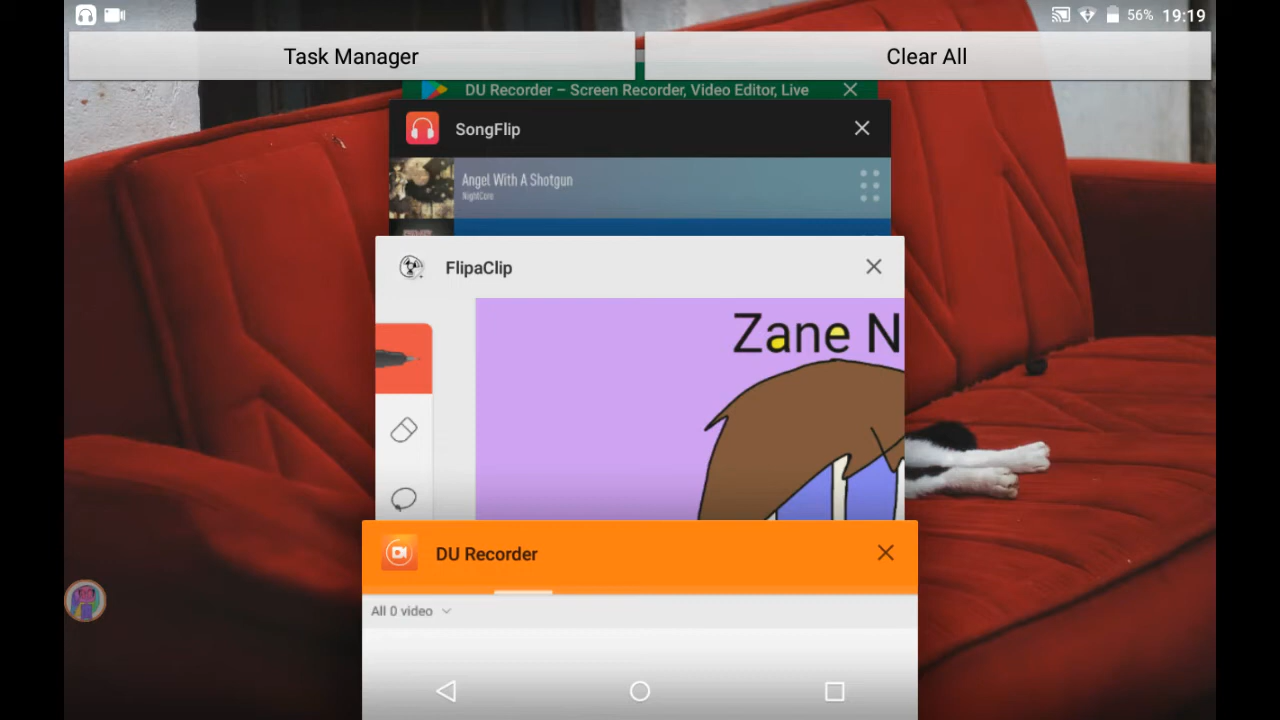 56% 19:19
Task Manager
Clear All
DU Recorder – Screen Recorder, Video Editor, Live
SongFlip
Angel With A Shotgun
NightCore
FlipaClip
Zane N
DU Recorder
All 0 video